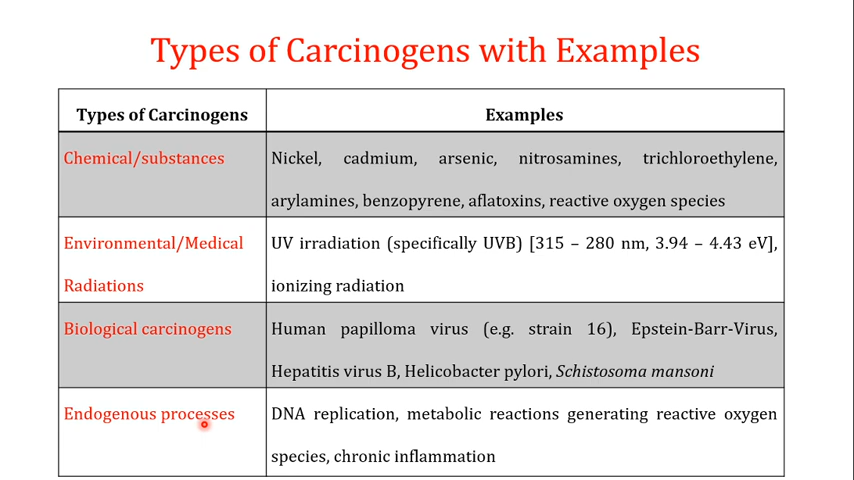 Types of Carcinogens with Examples
Types of Carcinogens
Examples
Chemical/substances
Nickel, cadmium, arsenic, nitrosamines, trichloroethylene,
arylamines, benzopyrene, aflatoxins, reactive oxygen species
Environmental/Medical
Radiations
UV irradiation (specifically UVB) [315 – 280 nm, 3.94 – 4.43 eV],
ionizing radiation
Biological carcinogens
Human papilloma virus (e.g. strain 16), Epstein-Barr-Virus,
Hepatitis virus B, Helicobacter pylori, Schistosoma mansoni
Endogenous processes
DNA replication, metabolic reactions generating reactive oxygen
species, chronic inflammation